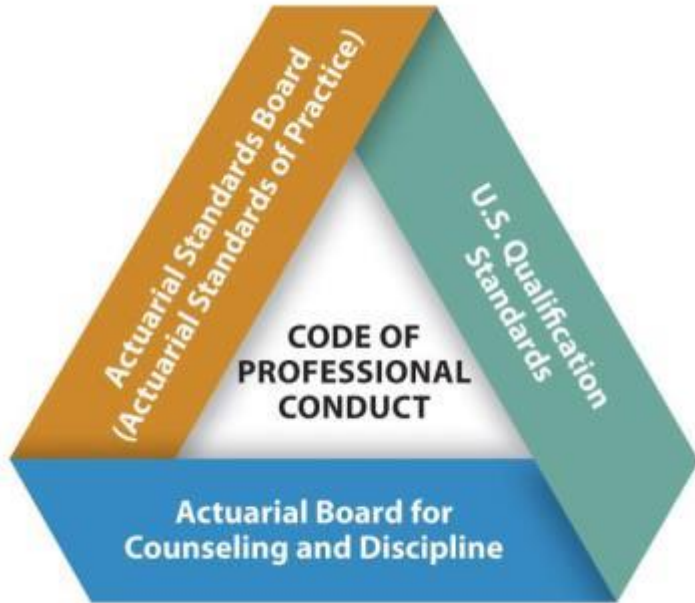 Actuarial Standards Board
(Actuarial Standards of Practice)
U.S. Qualification
Standards
CODE OF
PROFESSIONAL
CONDUCT
Actuarial Board for
Counseling and Discipline